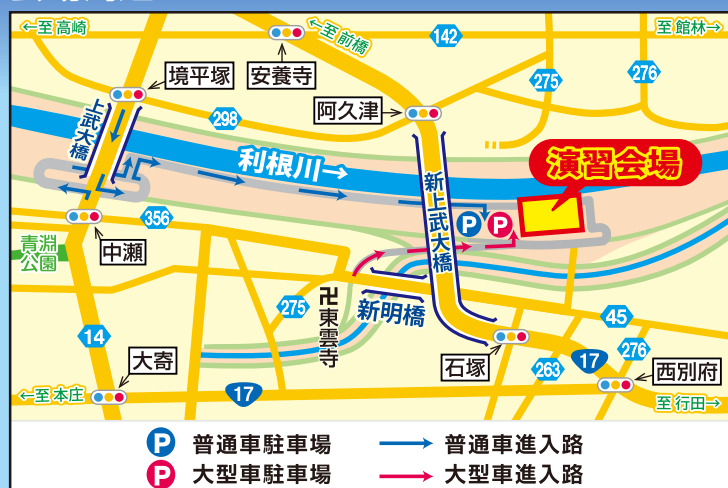 ←至高崎
←至前橋
142
至館林→
境平塚
安養寺
275
276
阿久津
298
上武大橋
利根川→
演習会場
新上武大橋
P
P
356
中瀬
青淵
公園
275
卍東雲寺
新明橋
45
14
大寄
石塚
263
17
276
西別府
←至本庄
17
至行田→
P 普通車駐車場 → 普通車進入路
P 大型車駐車場 → 大型車進入路